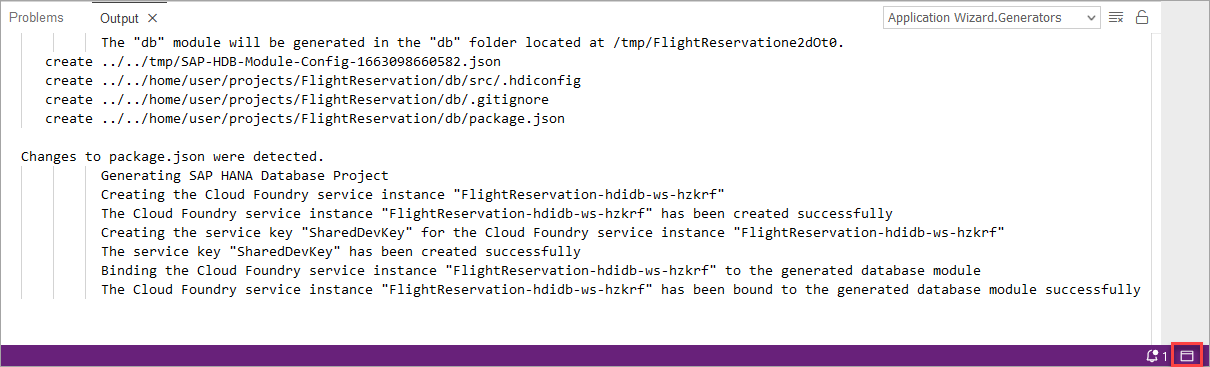 Problems
Output
Application Wizard.Generators
The "db" module will be generated in the "db" folder located at /tmp/FlightReservatione2dOt0.
create ../../tmp/SAP-HDB-Module-Config-1663098660582.json
create ../../home/user/projects/FlightReservation/db/src/.hdiconfig
create ../../home/user/projects/FlightReservation/db/.gitignore
create ../../home/user/projects/FlightReservation/db/package.json
Changes to package.json were detected.
Generating SAP HANA Database Project
Creating the Cloud Foundry service instance "FlightReservation-hdidb-ws-hzkrf"
The Cloud Foundry service instance "FlightReservation-hdidb-ws-hzkrf" has been created successfully
Creating the service key "SharedDevKey" for the Cloud Foundry service instance "FlightReservation-hdidb-ws-hzkrf"
The service key "SharedDevKey" has been created successfully
Binding the Cloud Foundry service instance "FlightReservation-hdidb-ws-hzkrf" to the generated database module
The Cloud Foundry service instance "FlightReservation-hdidb-ws-hzkrf" has been bound to the generated database module successfully
1